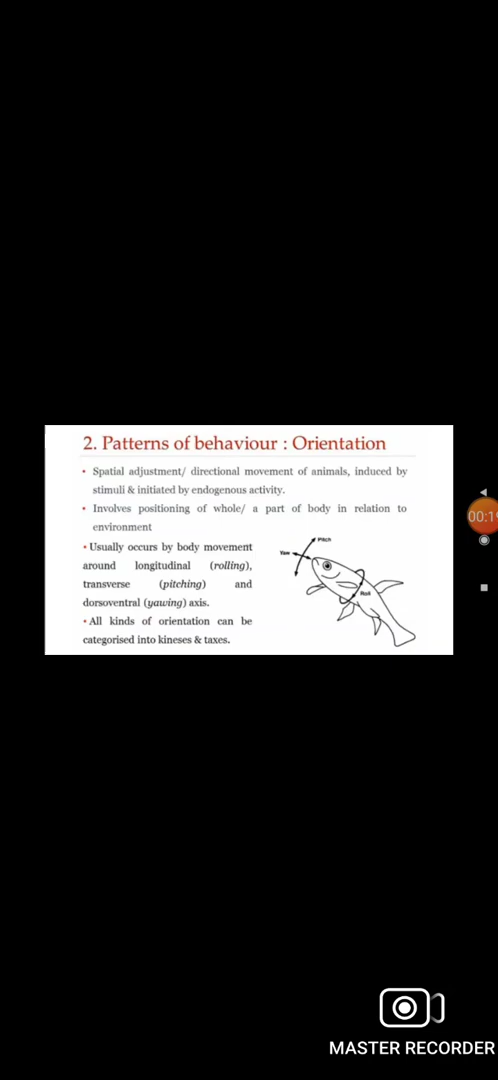 2. Patterns of behaviour : Orientation
• Spatial adjustment/ directional movement of animals, induced by
stimuli & initiated by endogenous activity.
• Involves positioning of whole/ a part of body in relation to
environment
• Usually occurs by body movement
around longitudinal (rolling),
transverse (pitching) and
dorsoventral (yawing) axis.
• All kinds of orientation can be
categorised into kineses & taxes.
Pitch
Yaw
Roll
MASTER RECORDER